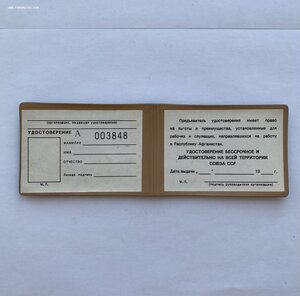 (организация, выдавшая удостоверение)
УДОСТОВЕРЕНИЕ А 003848
ФАМИЛИЯ
ИМЯ
ОТЧЕСТВО
Личная подпись
М.П.
Предъявитель удостоверения имеет право
на льготы и преимущества, установленные для
рабочих и служащих, направлявшихся на работу
в Республику Афганистан.
УДОСТОВЕРЕНИЕ БЕССРОЧНОЕ И
ДЕЙСТВИТЕЛЬНО НА ВСЕЙ ТЕРРИТОРИИ
СОЮЗА ССР
Дата выдачи „ “ 19 г.
М.П.
(подпись руководителя организации)